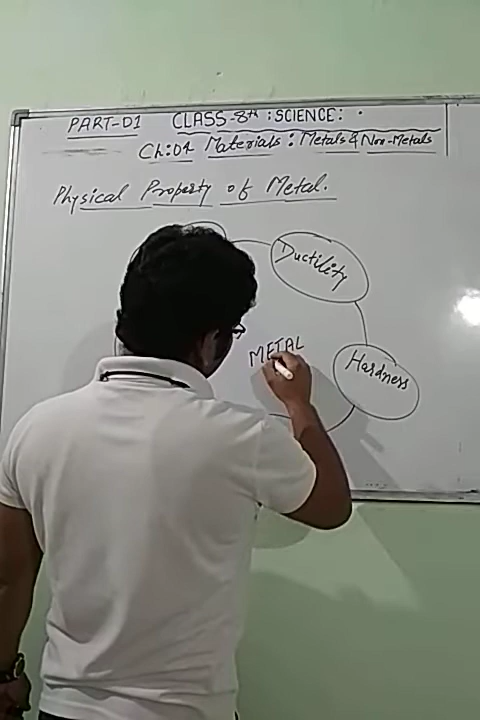 PART-01 CLASS-8th: SCIENCE:
Ch:04 Materials: Metals & Non-Metals
Physical Property of Metal.
Ductility
METAL
Hardness